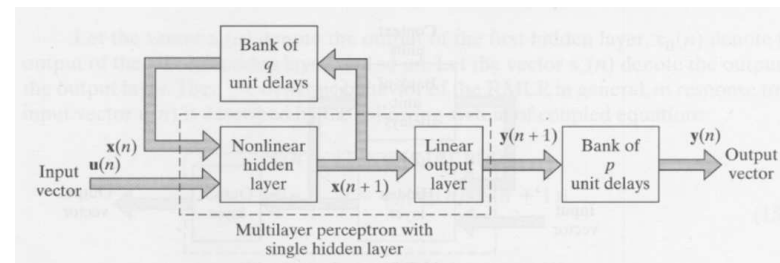 Bank of
q
unit delays
x(n)
u(n)
Input
vector
Nonlinear
hidden
layer
x(n + 1)
Linear
output
layer
y(n + 1)
Bank of
p
unit delays
y(n)
Output
vector
Multilayer perceptron with
single hidden layer